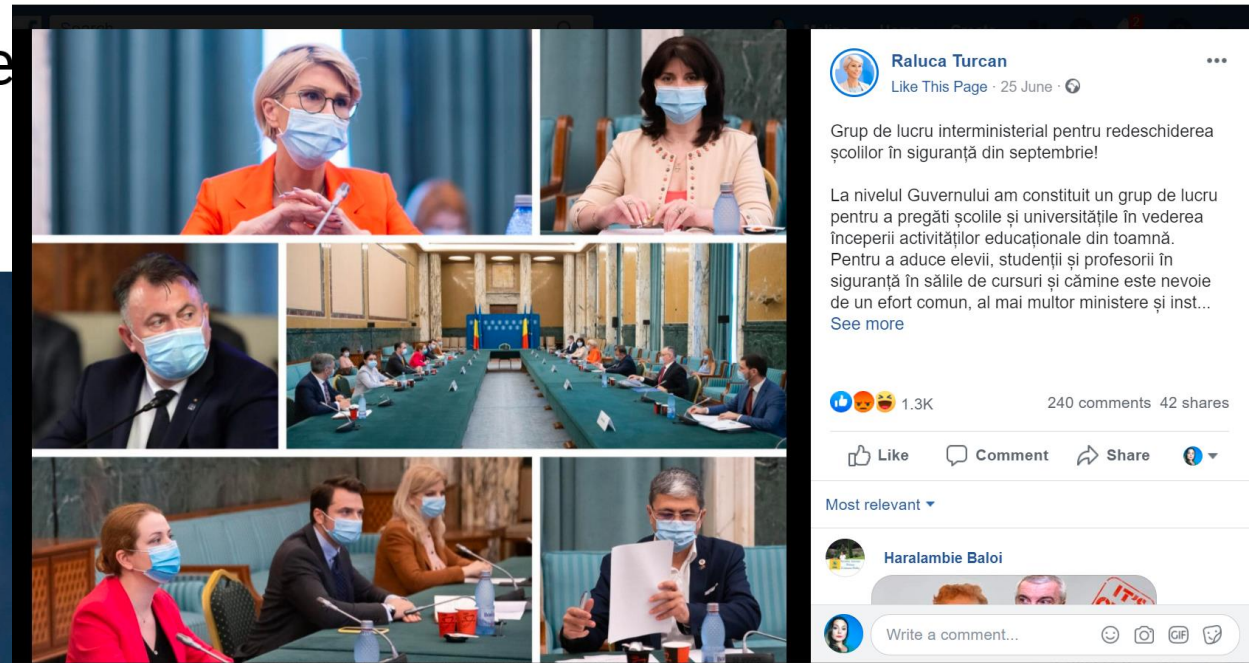 e
Search
2
Raluca Turcan
Like This Page · 25 June ·
Grup de lucru interministerial pentru redeschiderea
școlilor în siguranță din septembrie!
La nivelul Guvernului am constituit un grup de lucru
pentru a pregăti școlile și universitățile în vederea
începerii activităților educaționale din toamnă.
Pentru a aduce elevii, studenții și profesorii în
siguranță în sălile de cursuri și cămine este nevoie
de un efort comun, al mai multor ministere și inst...
See more
1.3K 240 comments 42 shares
Like Comment Share
Most relevant
Haralambie Baloi
IT'S
Write a comment...
GIF